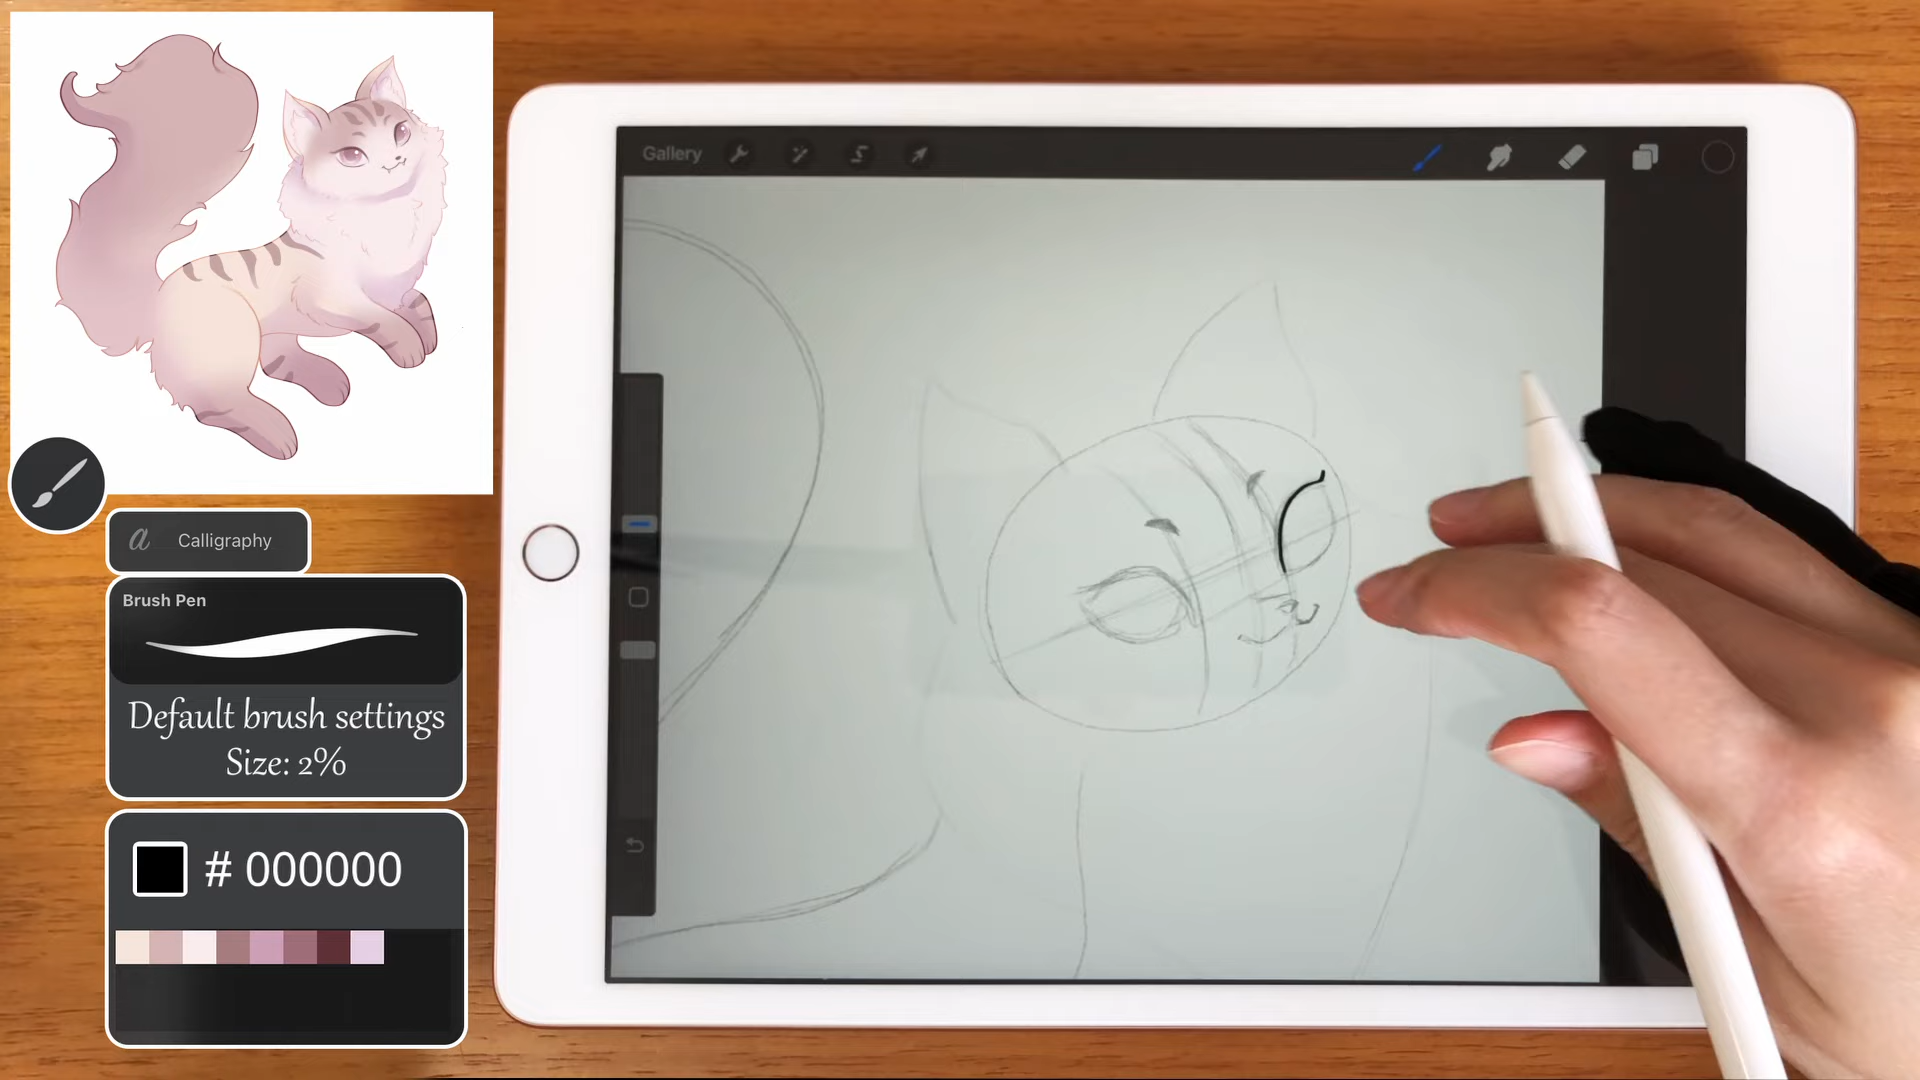 Gallery
a Calligraphy
Brush Pen
Default brush settings
Size: 2%
# 000000